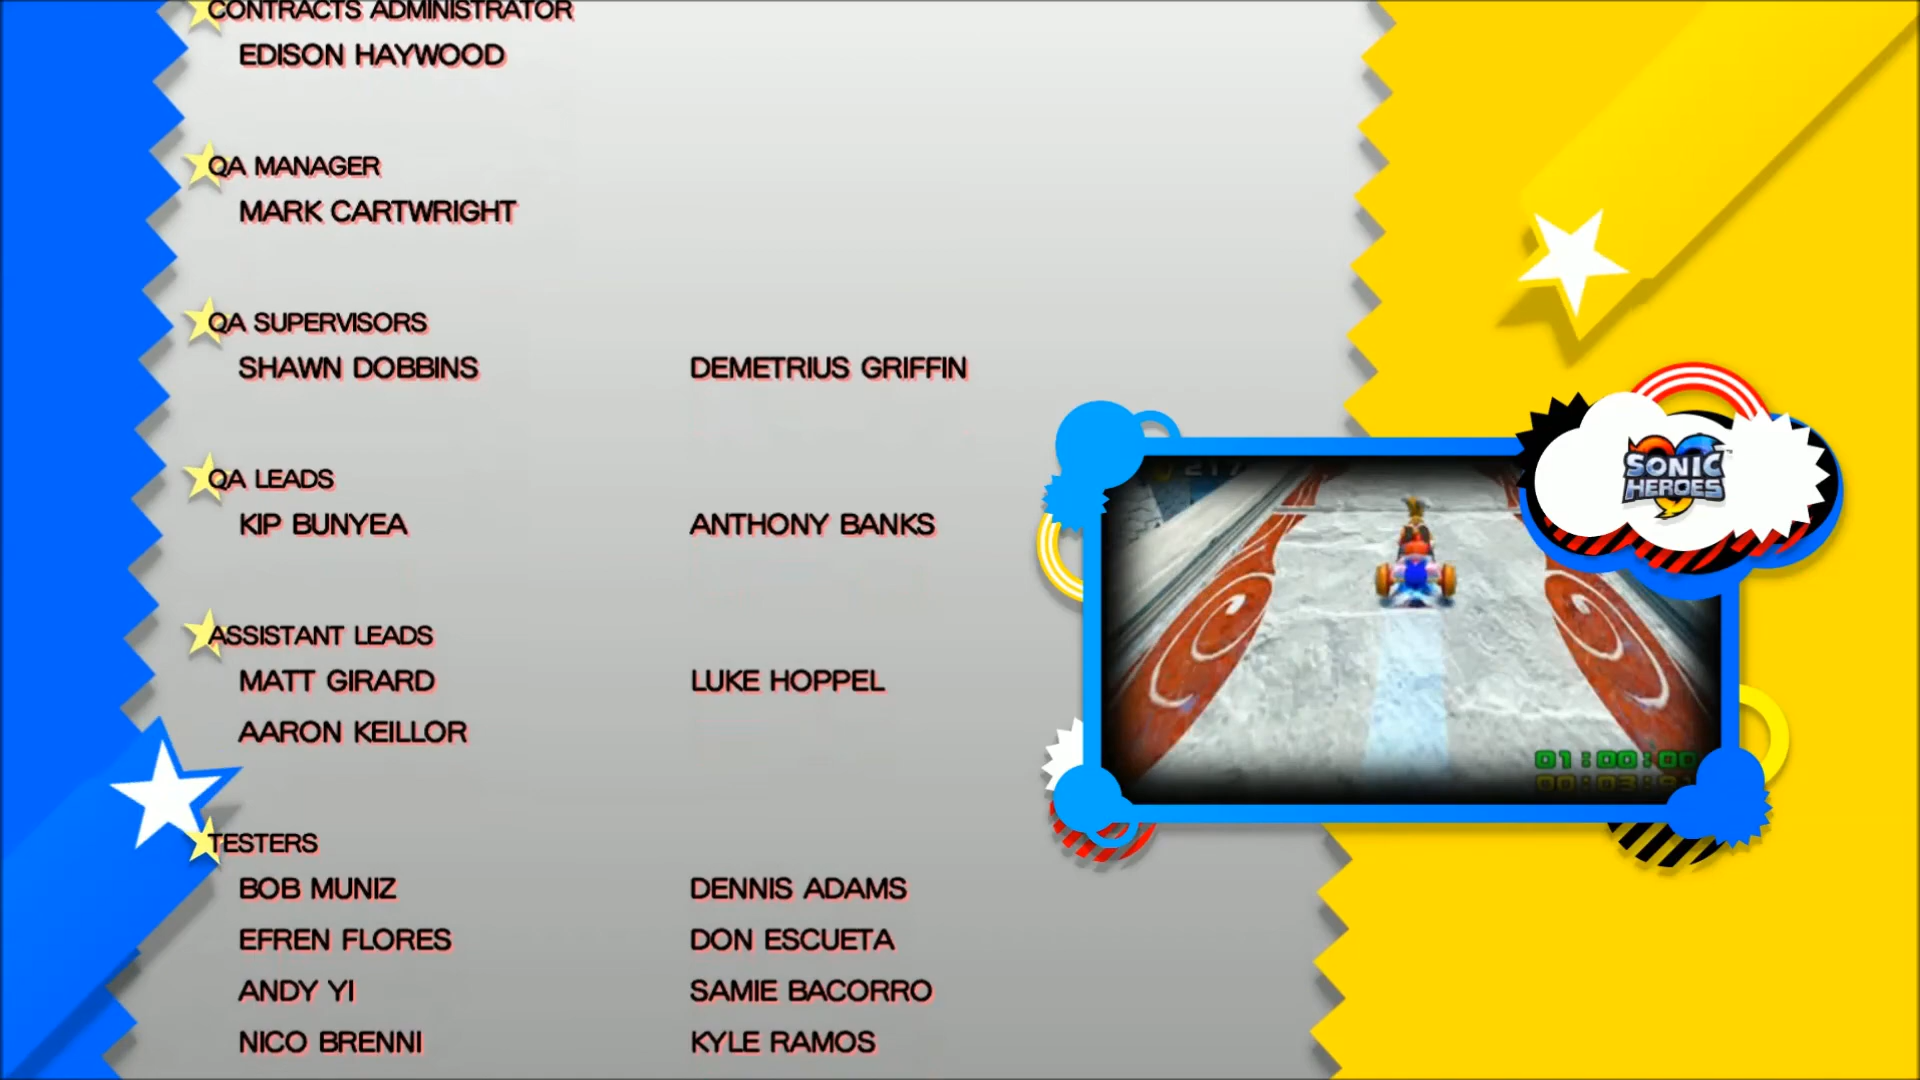 CONTRACTS ADMINISTRATOR
EDISON HAYWOOD
QA MANAGER
MARK CARTWRIGHT
QA SUPERVISORS
SHAWN DOBBINS DEMETRIUS GRIFFIN
QA LEADS
KIP BUNYEA ANTHONY BANKS
ASSISTANT LEADS
MATT GIRARD LUKE HOPPEL
AARON KEILLOR
TESTERS
BOB MUNIZ DENNIS ADAMS
EFREN FLORES DON ESCUETA
ANDY YI SAMIE BACORRO
NICO BRENNI KYLE RAMOS
217
SONIC
HEROES
TM
01:00:00